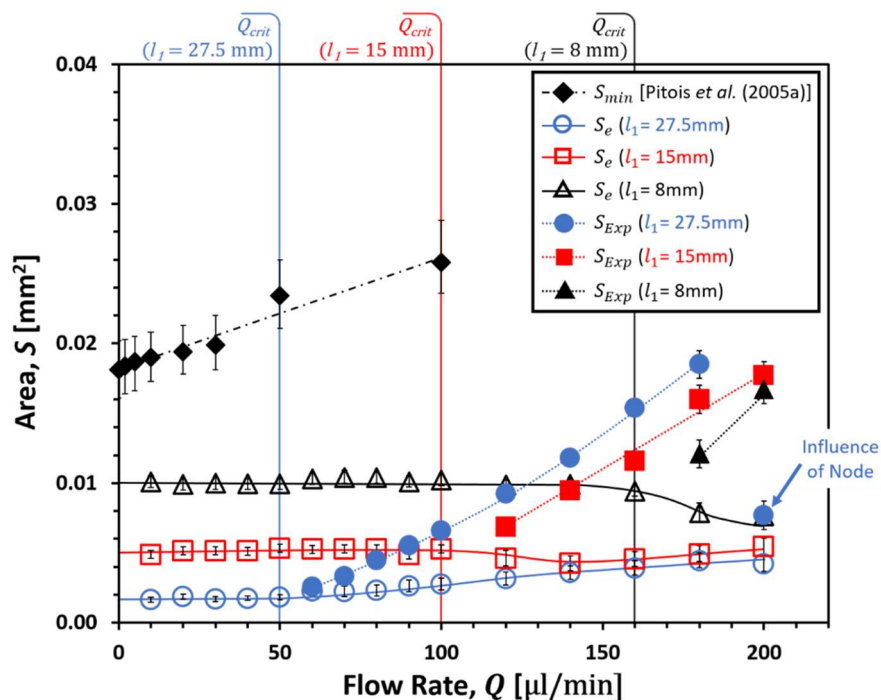 Q_crit Q_crit Q_crit
(l_1 = 27.5 mm) (l_1 = 15 mm) (l_1 = 8 mm)
0.04
0.03
0.02
0.01
0.00
Area, S [mm²]
S_min [Pitois et al. (2005a)]
S_e (l_1= 27.5mm)
S_e (l_1= 15mm)
S_e (l_1= 8mm)
S_Exp (l_1= 27.5mm)
S_Exp (l_1= 15mm)
S_Exp (l_1= 8mm)
Influence
of Node
0 50 100 150 200
Flow Rate, Q [µl/min]